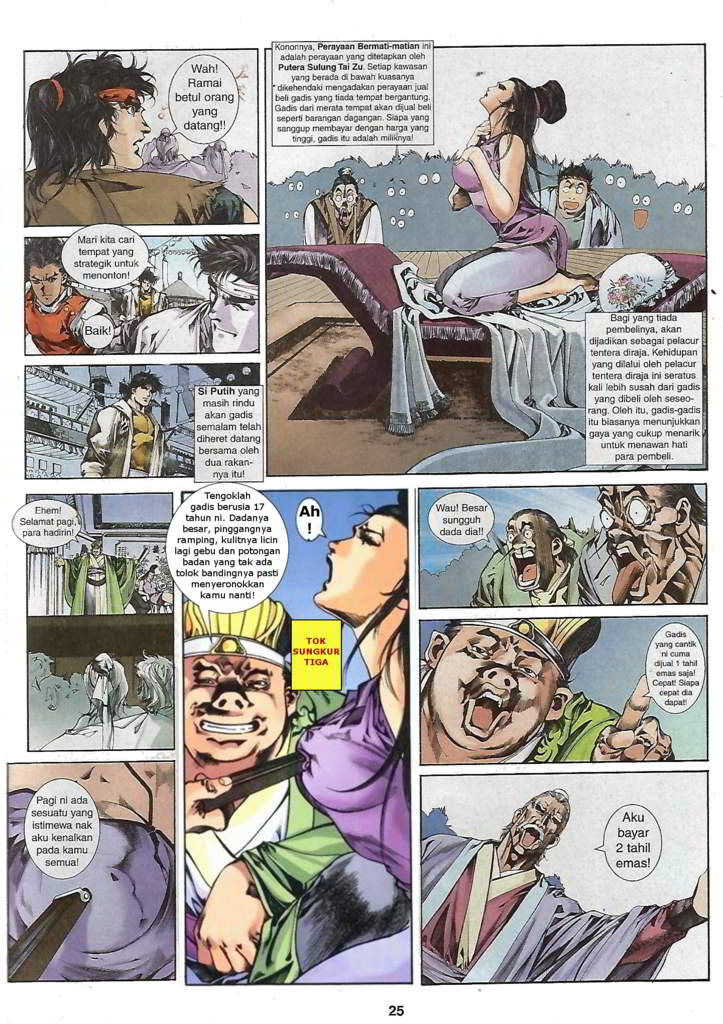 Wah!
Ramai
betul orang
yang
datang!!
Kononnya, Perayaan Bermati-matian ini
adalah perayaan yang ditetapkan oleh
Putera Sulung Tai Zu. Setiap kawasan
yang berada di bawah kuasanya
dikehendaki mengadakan perayaan jual
beli gadis yang tiada tempat bergantung.
Gadis dari merata tempat akan dijual beli
seperti barangan dagangan. Siapa yang
sanggup membayar dengan harga yang
tinggi, gadis itu adalah miliknya!
Mari kita cari
tempat yang
strategik untuk
menonton!
Baik!
Si Putih yang
masih rindu
akan gadis
semalam telah
diheret datang
bersama oleh
dua rakan-
nya itu!
Bagi yang tiada
pembelinya, akan
dijadikan sebagai pelacur
tentera diraja. Kehidupan
yang dilalui oleh pelacur
tentera diraja ini seratus
kali lebih susah dari gadis
yang dibeli oleh seseo-
rang. Oleh itu, gadis-gadis
itu biasanya menunjukkan
gaya yang cukup menarik
untuk menawan hati
para pembeli.
Ehem!
Selamat pagi,
para hadirin!
Tengoklah
gadis berusia 17
tahun ni. Dadanya
besar, pinggangnya
ramping, kulitnya licin
lagi gebu dan potongan
badan yang tak ada
tolok bandingnya pasti
menyeronokkan
kamu nanti!
Ah
!
TOK
SUNGKUR
TIGA
Wau! Besar
sungguh
dada dia!!
Gadis
yang cantik
ni cuma
dijual 1 tahil
emas saja!
Cepat! Siapa
cepat dia
dapat!
Pagi ni ada
sesuatu yang
istimewa nak
aku kenalkan
pada kamu
semua!
Aku
bayar
2 tahil
emas!
25